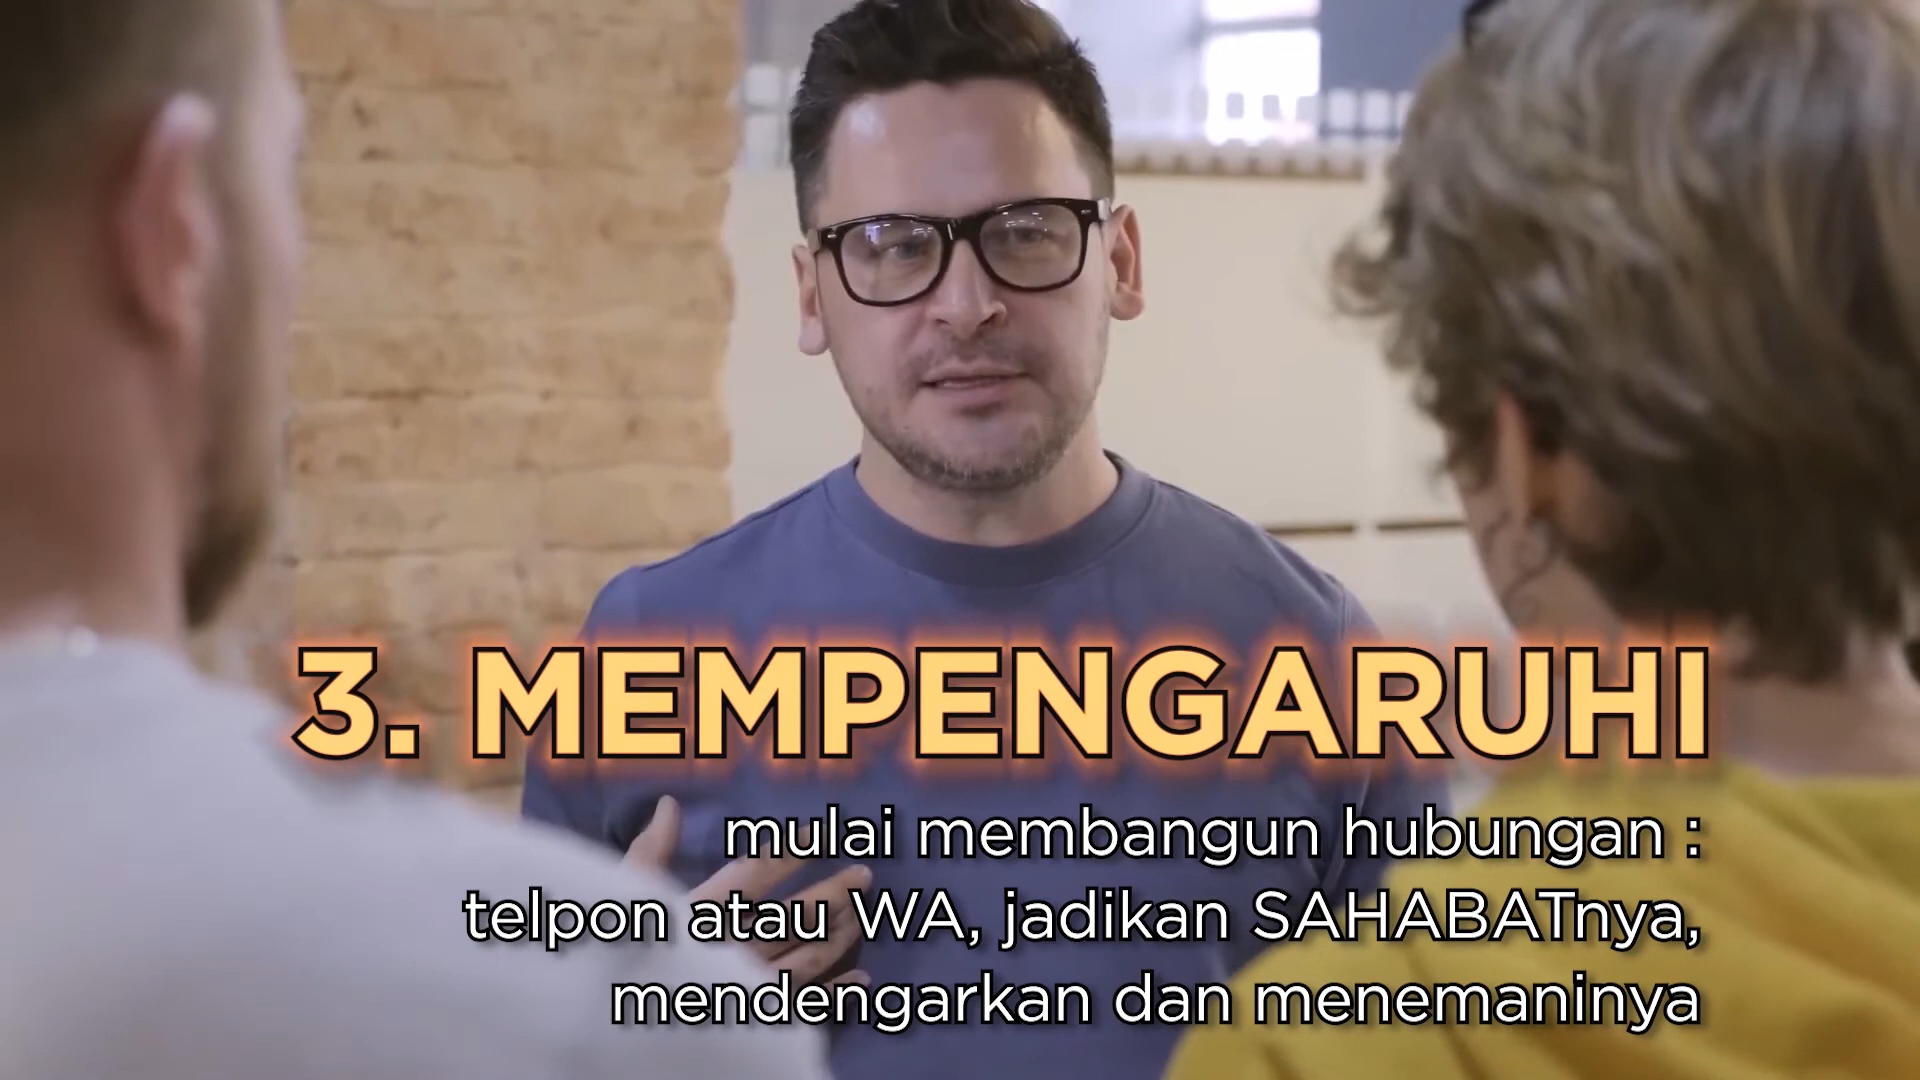 3. MEMPENGARUHI
mulai membangun hubungan :
telpon atau WA, jadikan SAHABATnya,
mendengarkan dan menemaninya